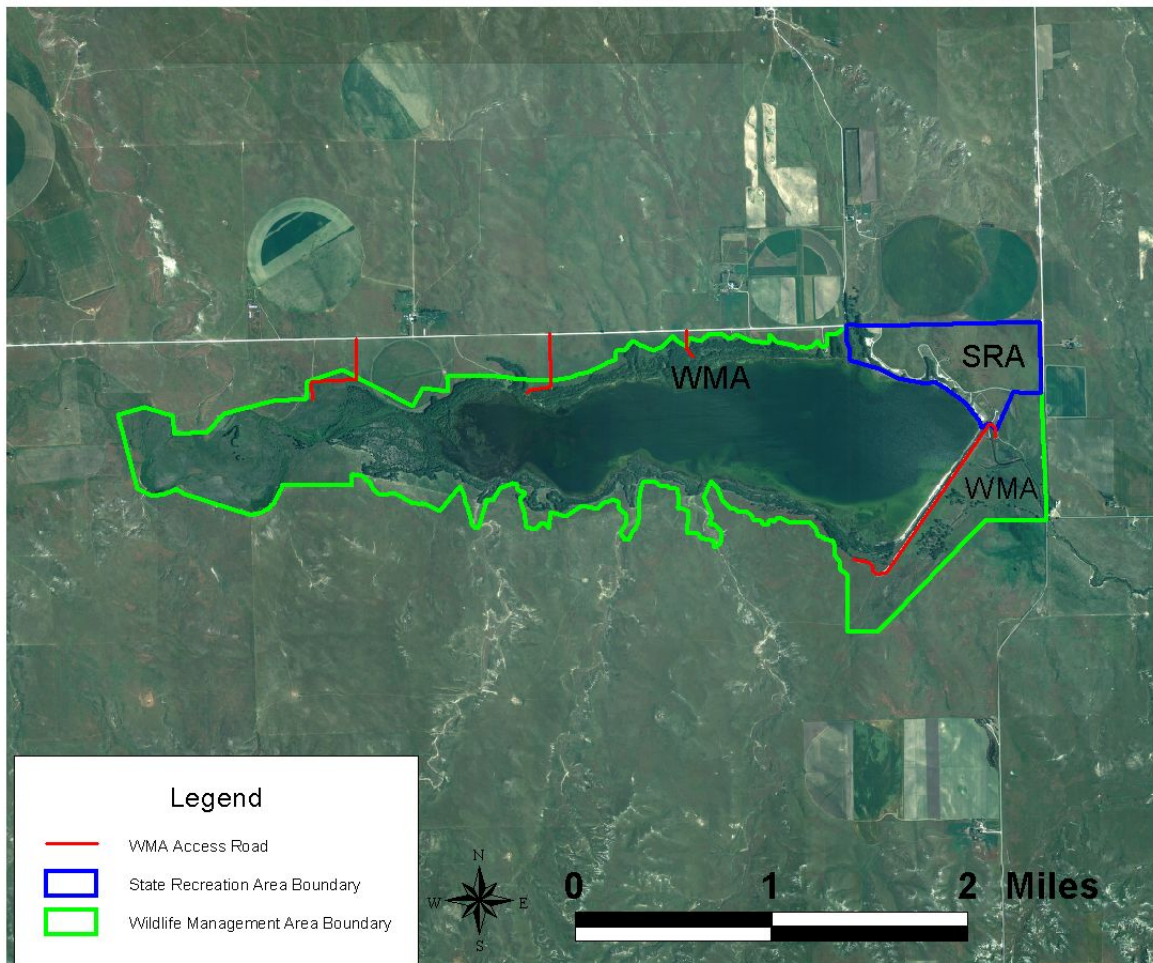 SRA
WMA
WMA
Legend
WMA Access Road
State Recreation Area Boundary
Wildlife Management Area Boundary
N
W E
S
0 1 2 Miles